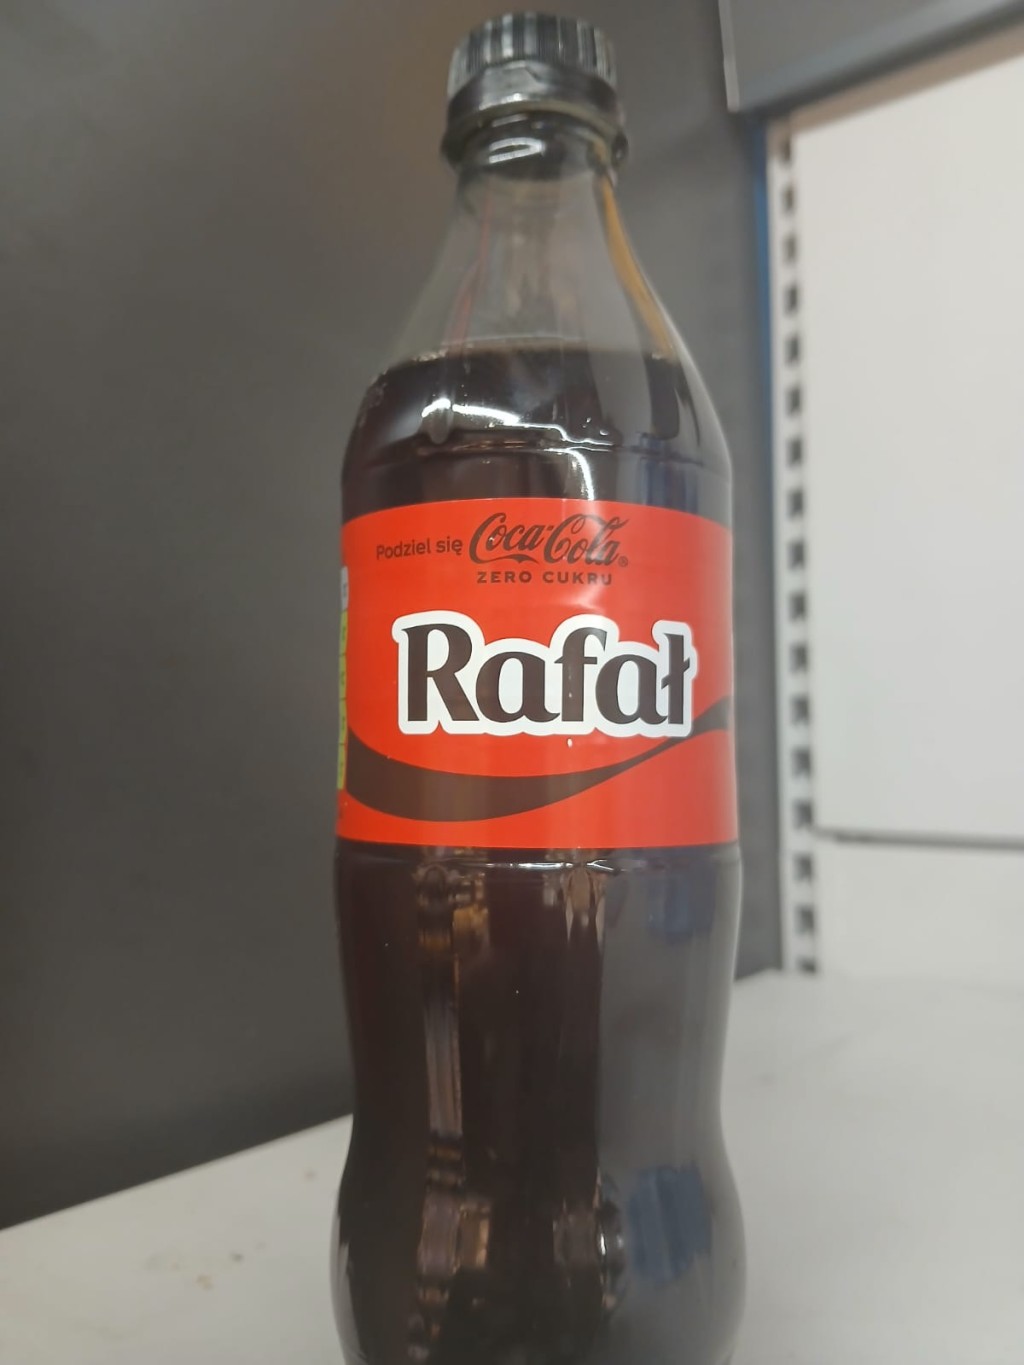 Podziel się Coca-Cola®
ZERO CUKRU
Rafał